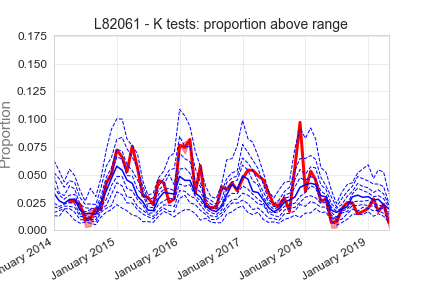 L82061 - K tests: proportion above range
Proportion
0.175
0.150
0.125
0.100
0.075
0.050
0.025
0.000
nuary 2014
January 2015
January 2016
January 2017
January 2018
January 2019